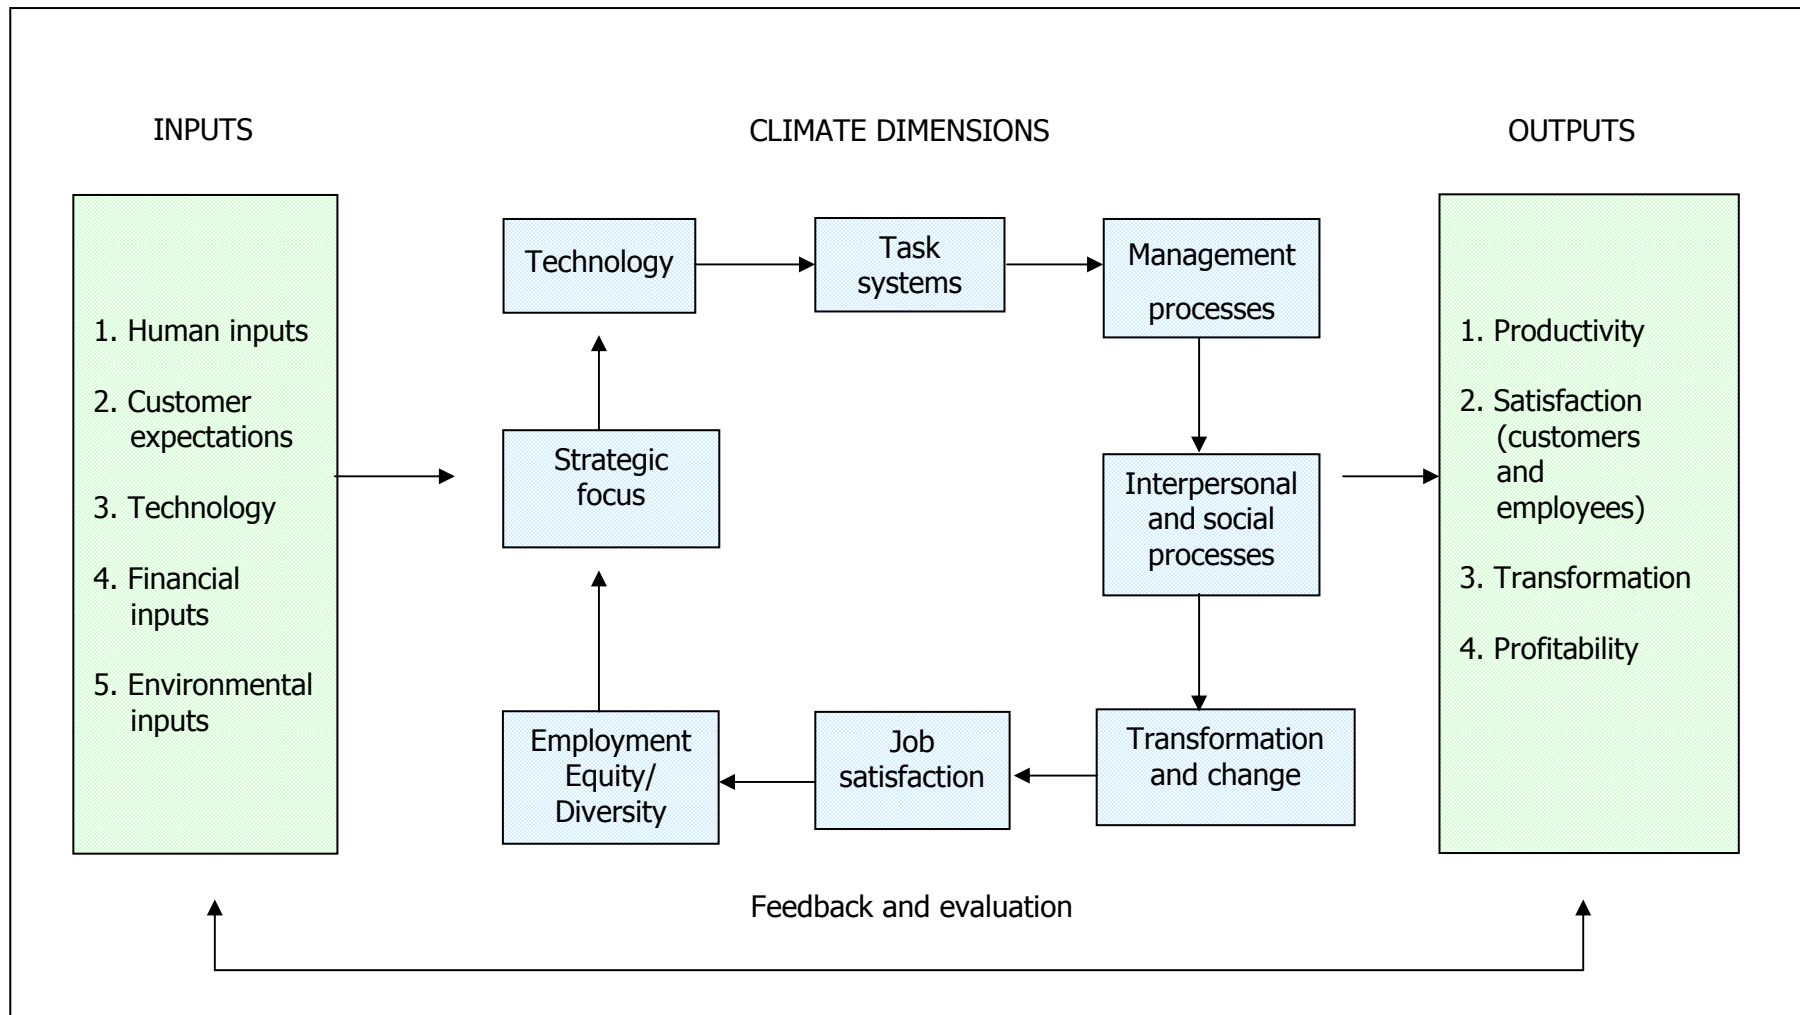 INPUTS
CLIMATE DIMENSIONS
OUTPUTS
1. Human inputs
2. Customer
expectations
3. Technology
4. Financial
inputs
5. Environmental
inputs
Technology
Task
systems
Management
processes
Strategic
focus
Interpersonal
and social
processes
Employment
Equity/
Diversity
Job
satisfaction
Transformation
and change
1. Productivity
2. Satisfaction
(customers
and
employees)
3. Transformation
4. Profitability
Feedback and evaluation